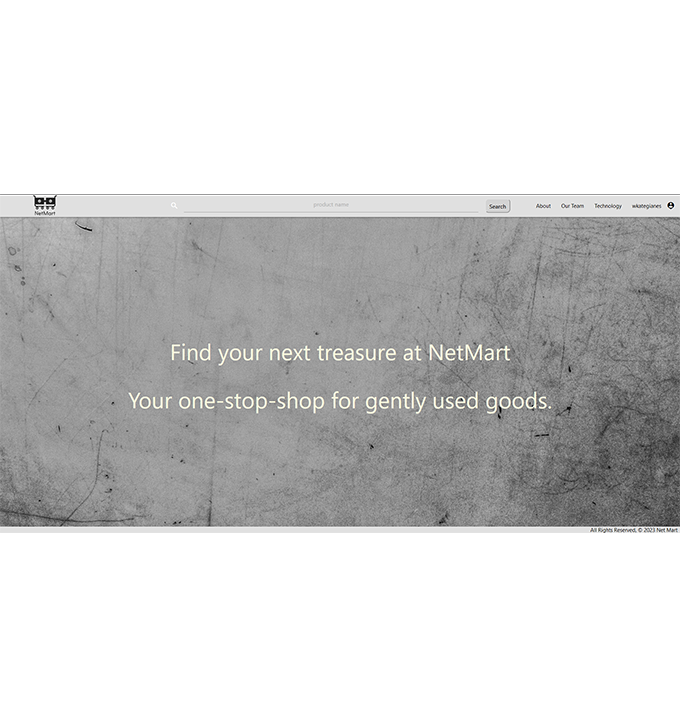 NetMart
product name
Search
About
Our Team
Technology
wkategianes
Find your next treasure at NetMart
Your one-stop-shop for gently used goods.
All Rights Reserved, © 2023 Net Mart